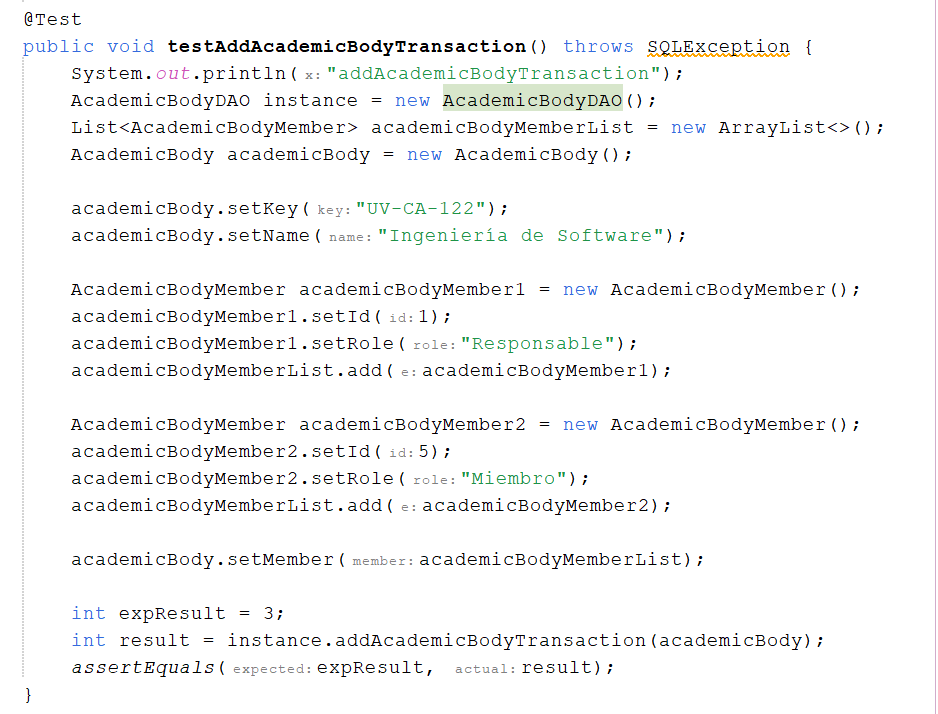 @Test
public void testAddAcademicBodyTransaction() throws SQLException {
    System.out.println( x: "addAcademicBodyTransaction");
    AcademicBodyDAO instance = new AcademicBodyDAO();
    List<AcademicBodyMember> academicBodyMemberList = new ArrayList<>();
    AcademicBody academicBody = new AcademicBody();

    academicBody.setKey( key: "UV-CA-122");
    academicBody.setName( name: "Ingeniería de Software");

    AcademicBodyMember academicBodyMember1 = new AcademicBodyMember();
    academicBodyMember1.setId( id: 1);
    academicBodyMember1.setRole( role: "Responsable");
    academicBodyMemberList.add( e: academicBodyMember1);

    AcademicBodyMember academicBodyMember2 = new AcademicBodyMember();
    academicBodyMember2.setId( id: 5);
    academicBodyMember2.setRole( role: "Miembro");
    academicBodyMemberList.add( e: academicBodyMember2);

    academicBody.setMember( member: academicBodyMemberList);

    int expResult = 3;
    int result = instance.addAcademicBodyTransaction(academicBody);
    assertEquals( expected: expResult,  actual: result);
}